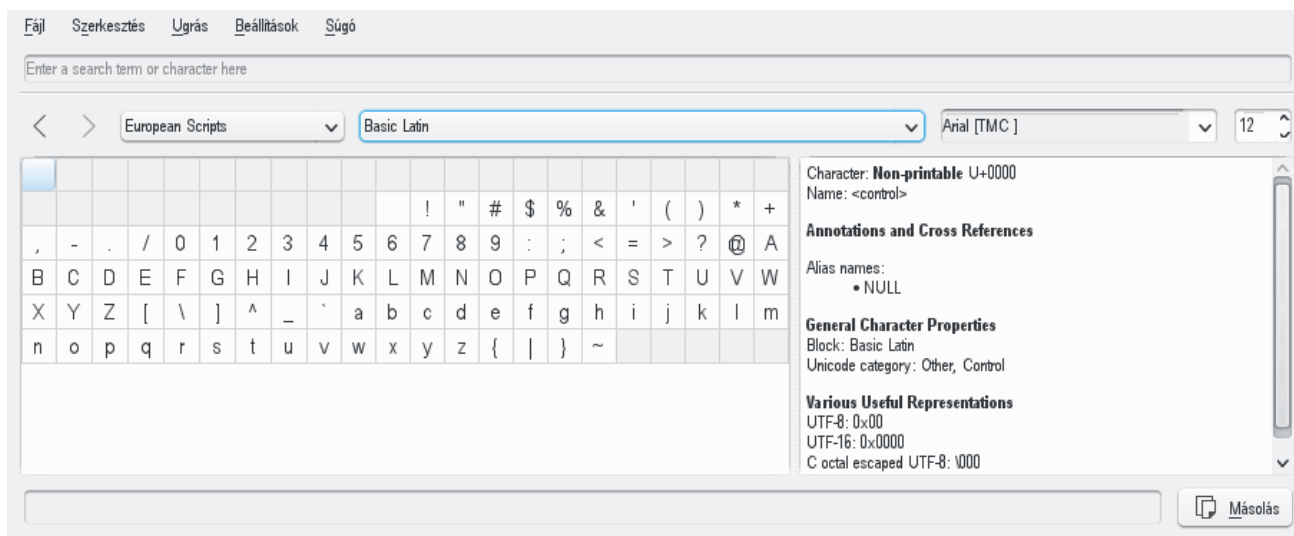 Fájl Szerkesztés Ugrás Beállítások Súgó
Enter a search term or character here
European Scripts Basic Latin Arial [TMC ] 12
! " # $ % & ' ( ) * +
, - . / 0 1 2 3 4 5 6 7 8 9 : ; < = > ? @ A
B C D E F G H I J K L M N O P Q R S T U V W
X Y Z [ \ ] ^ _ ` a b c d e f g h i j k l m
n o p q r s t u v w x y z { | } ~
Character: Non-printable U+0000
Name: <control>
Annotations and Cross References
Alias names:
• NULL
General Character Properties
Block: Basic Latin
Unicode category: Other, Control
Various Useful Representations
UTF-8: 0x00
UTF-16: 0x0000
C octal escaped UTF-8: \000
Másolás